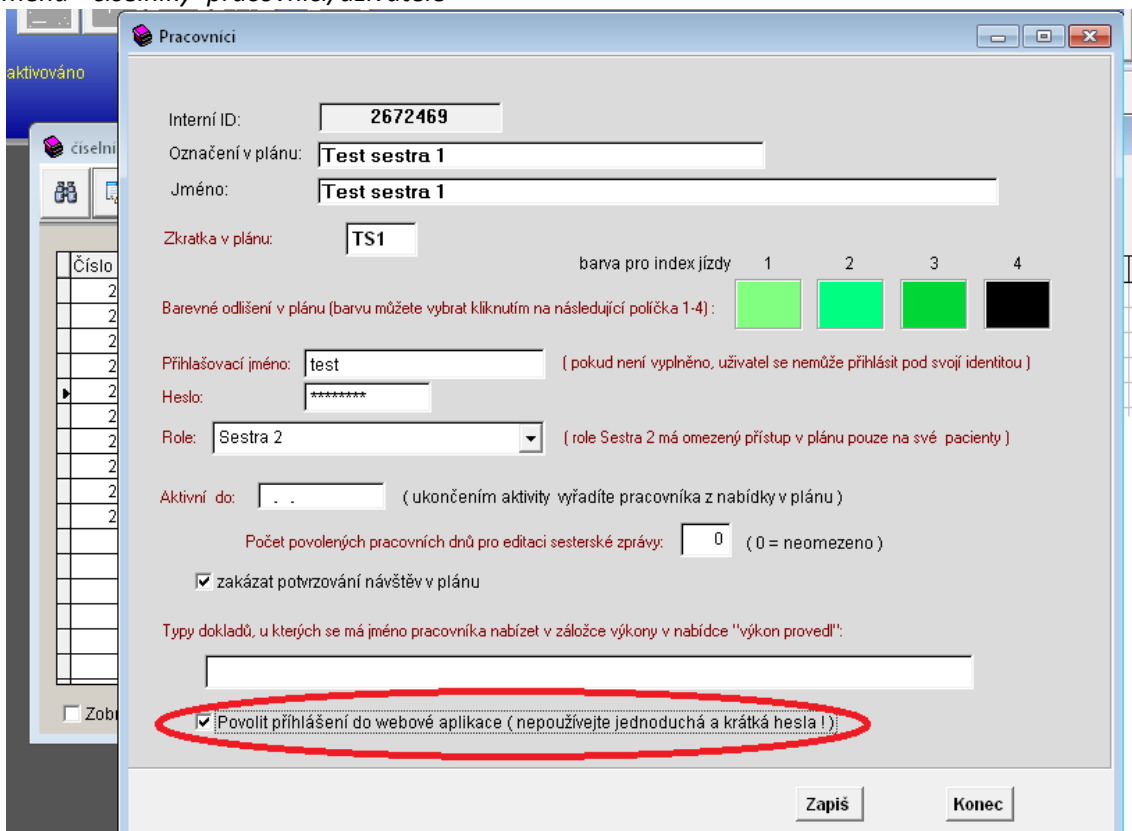 menu - číselníky- pracovníci/uživatelé
Pracovníci
aktivováno
Interní ID: 2672469
číselní
Označení v plánu: Test sestra 1
Jméno: Test sestra 1
Zkratka v plánu: TS1
barva pro index jízdy 1 2 3 4
Číslo
Barevné odlišení v plánu (barvu můžete vybrat kliknutím na následující políčka 1-4) :
Přihlašovací jméno: test ( pokud není vyplněno, uživatel se nemůže přihlásit pod svojí identitou )
Heslo: ********
Role: Sestra 2 ( role Sestra 2 má omezený přístup v plánu pouze na své pacienty )
Aktivní do: . . ( ukončením aktivity vyřadíte pracovníka z nabídky v plánu )
Počet povolených pracovních dnů pro editaci sesterské zprávy: 0 ( 0 = neomezeno )
zakázat potvrzování návštěv v plánu
Typy dokladů, u kterých se má jméno pracovníka nabízet v záložce výkony v nabídce "výkon provedl":
Zobr
Povolit příhlášení do webové aplikace ( nepoužívejte jednoduchá a krátká hesla ! )
Zapiš Konec